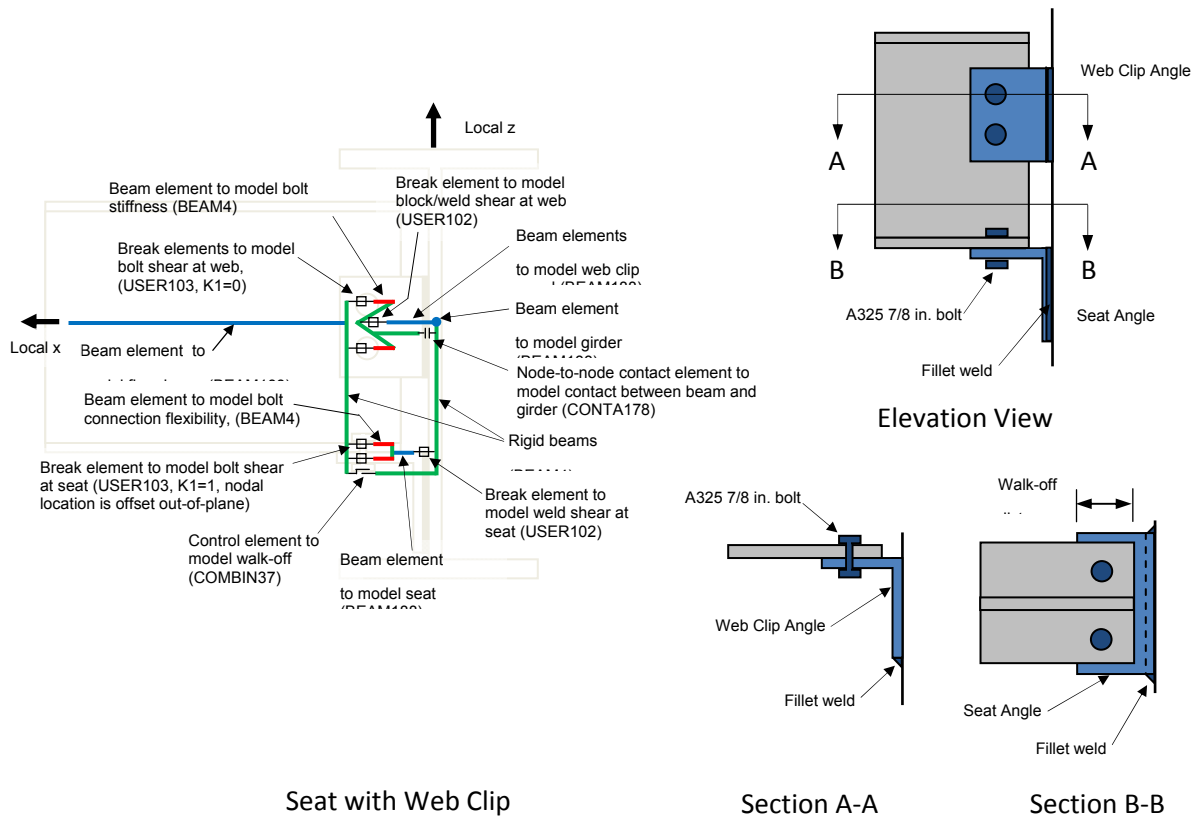 Local z
Beam element to model bolt
stiffness (BEAM4)
Break element to model
block/weld shear at web
(USER102)
Beam elements
to model web clip
Break elements to model
bolt shear at web,
(USER103, K1=0)
Beam element
to model girder
Local x
Beam element to
Node-to-node contact element to
model contact between beam and
girder (CONTA178)
Beam element to model bolt
connection flexibility, (BEAM4)
Rigid beams
Break element to model bolt shear
at seat (USER103, K1=1, nodal
location is offset out-of-plane)
Break element to
model weld shear at
seat (USER102)
Control element to
model walk-off
(COMBIN37)
Beam element
to model seat
Seat with Web Clip
Web Clip Angle
A
A
B
B
A325 7/8 in. bolt
Seat Angle
Fillet weld
Elevation View
A325 7/8 in. bolt
Web Clip Angle
Fillet weld
Section A-A
Walk-off
Seat Angle
Fillet weld
Section B-B